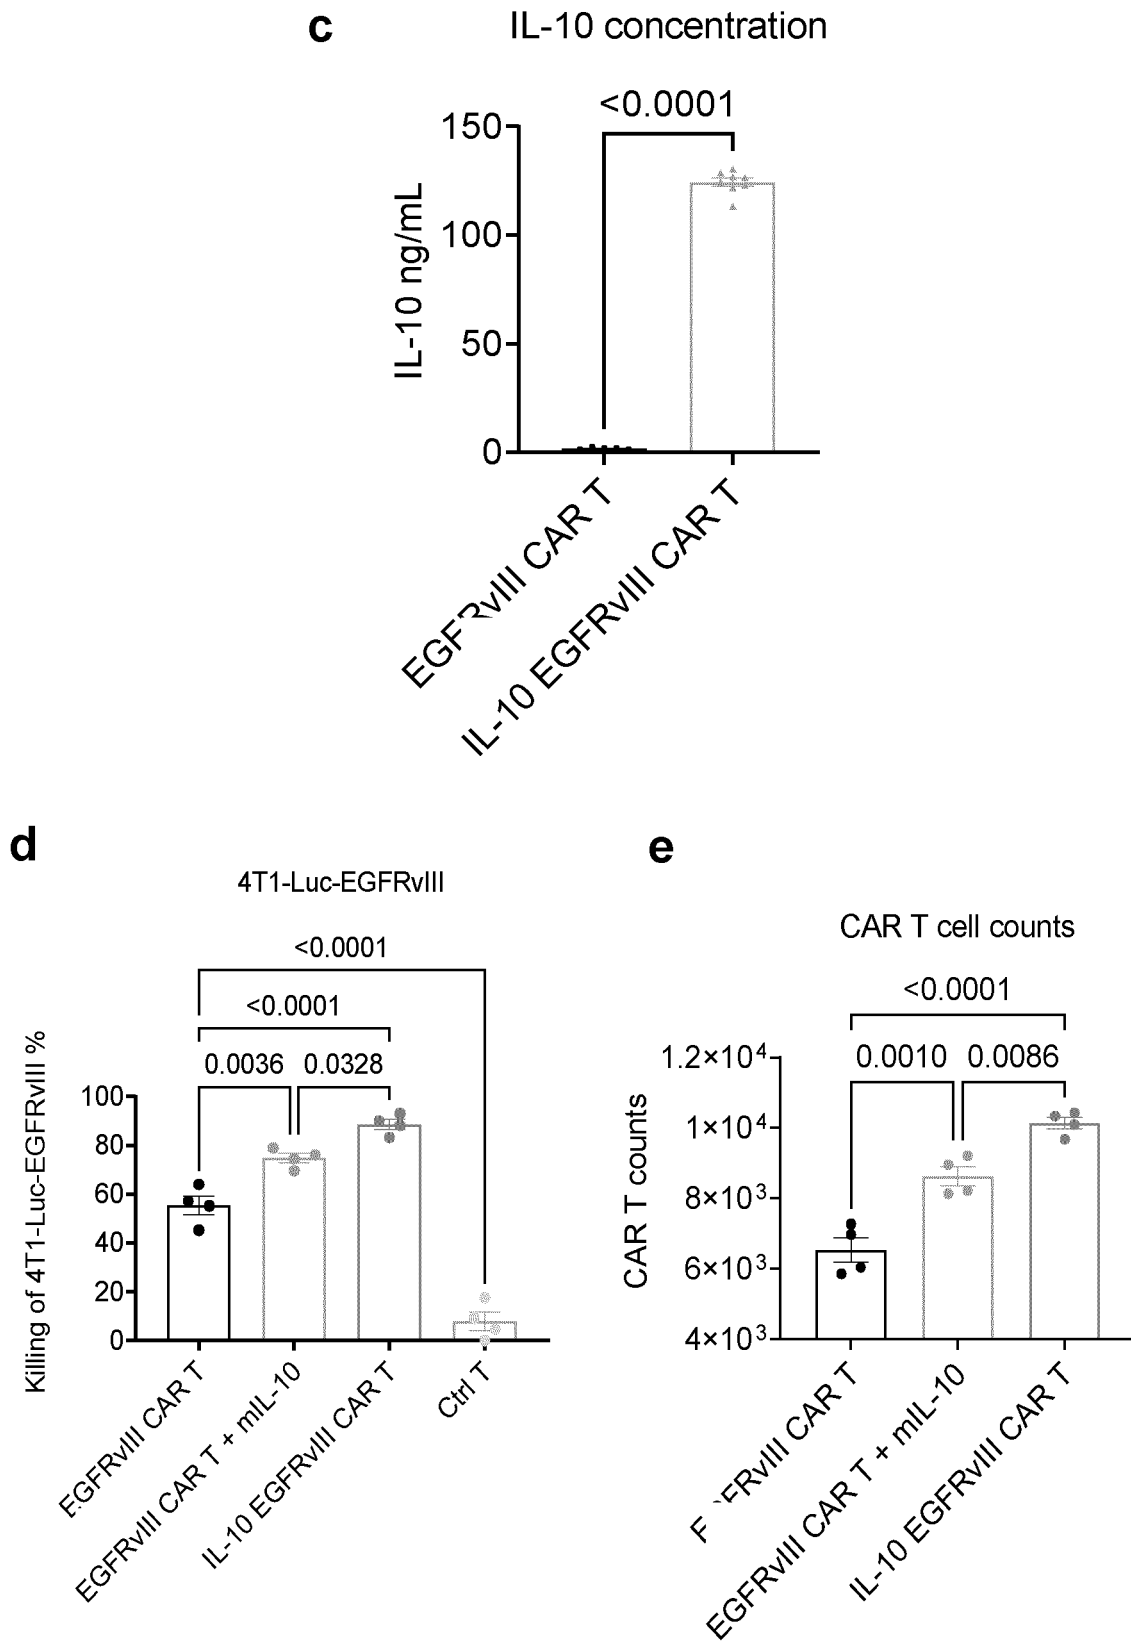 c
IL-10 concentration
<0.0001
IL-10 ng/mL
150
100
50
0
EGFRvIII CAR T
IL-10 EGFRvIII CAR T
d
4T1-Luc-EGFRvIII
<0.0001
<0.0001
0.0036
0.0328
Killing of 4T1-Luc-EGFRvIII %
100
80
60
40
20
0
EGFRvIII CAR T
EGFRvIII CAR T + mIL-10
IL-10 EGFRvIII CAR T
Ctrl T
e
CAR T cell counts
<0.0001
0.0010
0.0086
CAR T counts
1.2×10⁴
1×10⁴
8×10³
6×10³
4×10³
CAR T
EGFRvIII CAR T + mIL-10
IL-10 EGFRvIII CAR T